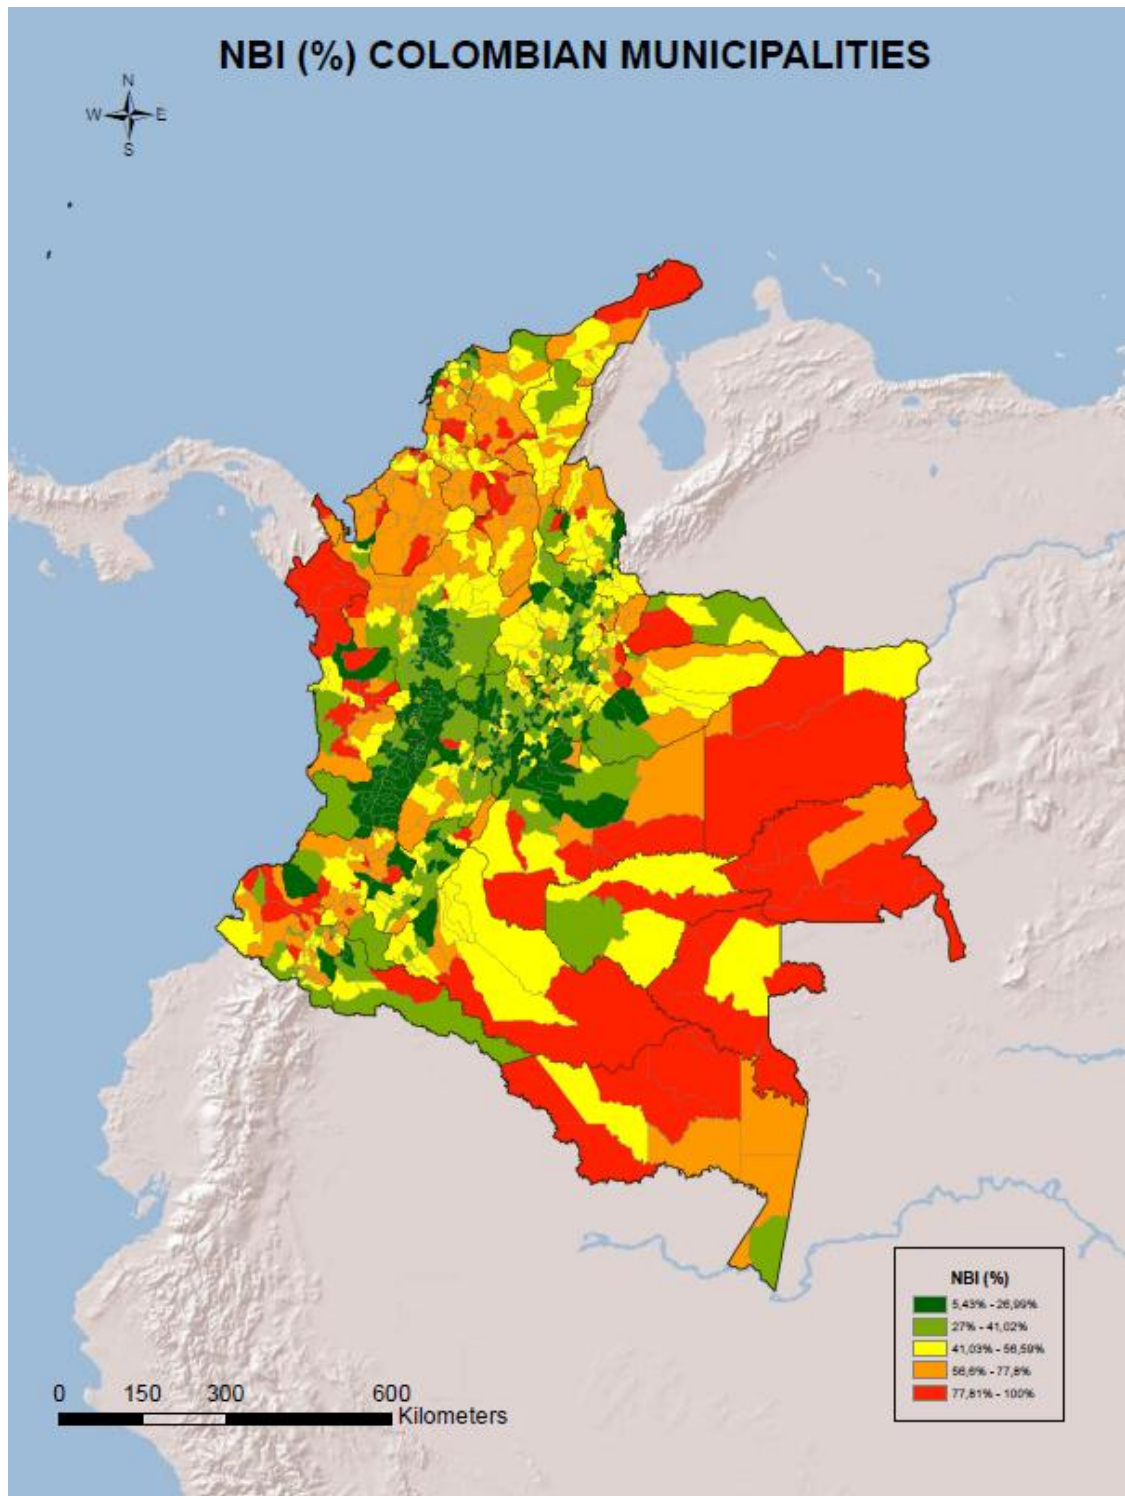 NBI (%) COLOMBIAN MUNICIPALITIES
N
W E
S
NBI (%)
5,43% - 26,99%
27% - 41,02%
41,03% - 56,59%
56,6% - 77,8%
77,81% - 100%
0 150 300 600
Kilometers